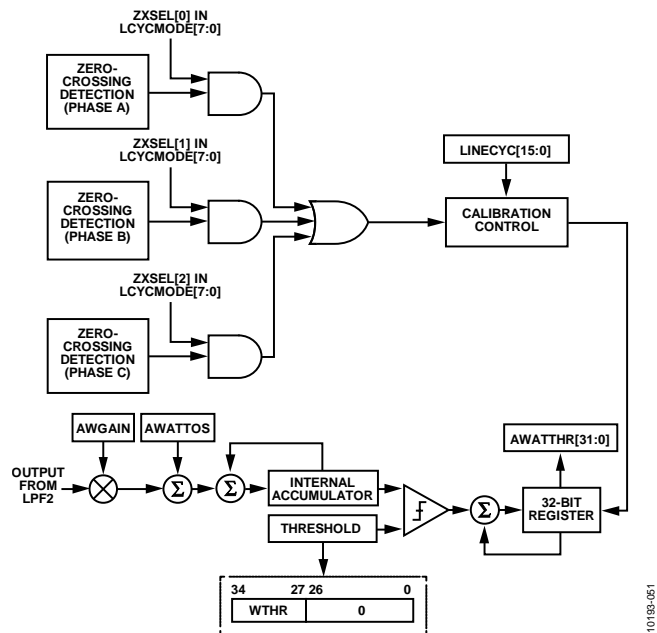 ZXSEL[0] IN
LCYCMODE[7:0]
ZERO-
CROSSING
DETECTION
(PHASE A)
ZXSEL[1] IN
LCYCMODE[7:0]
ZERO-
CROSSING
DETECTION
(PHASE B)
LINECYC[15:0]
CALIBRATION
CONTROL
ZXSEL[2] IN
LCYCMODE[7:0]
ZERO-
CROSSING
DETECTION
(PHASE C)
AWGAIN
AWATTOS
AWATTHR[31:0]
OUTPUT
FROM
LPF2
Σ
Σ
INTERNAL
ACCUMULATOR
Σ
32-BIT
REGISTER
THRESHOLD
34 27 26 0
WTHR 0
10193-051